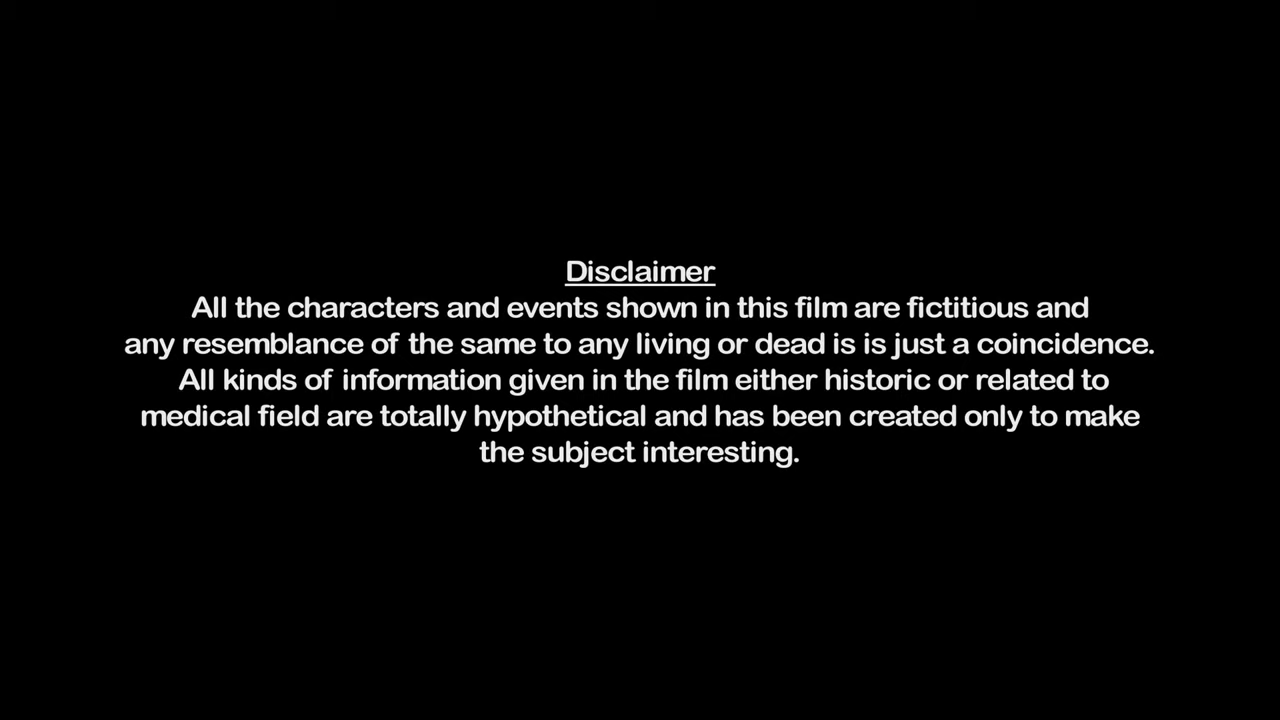 Disclaimer
All the characters and events shown in this film are fictitious and
any resemblance of the same to any living or dead is is just a coincidence.
All kinds of information given in the film either historic or related to
medical field are totally hypothetical and has been created only to make
the subject interesting.